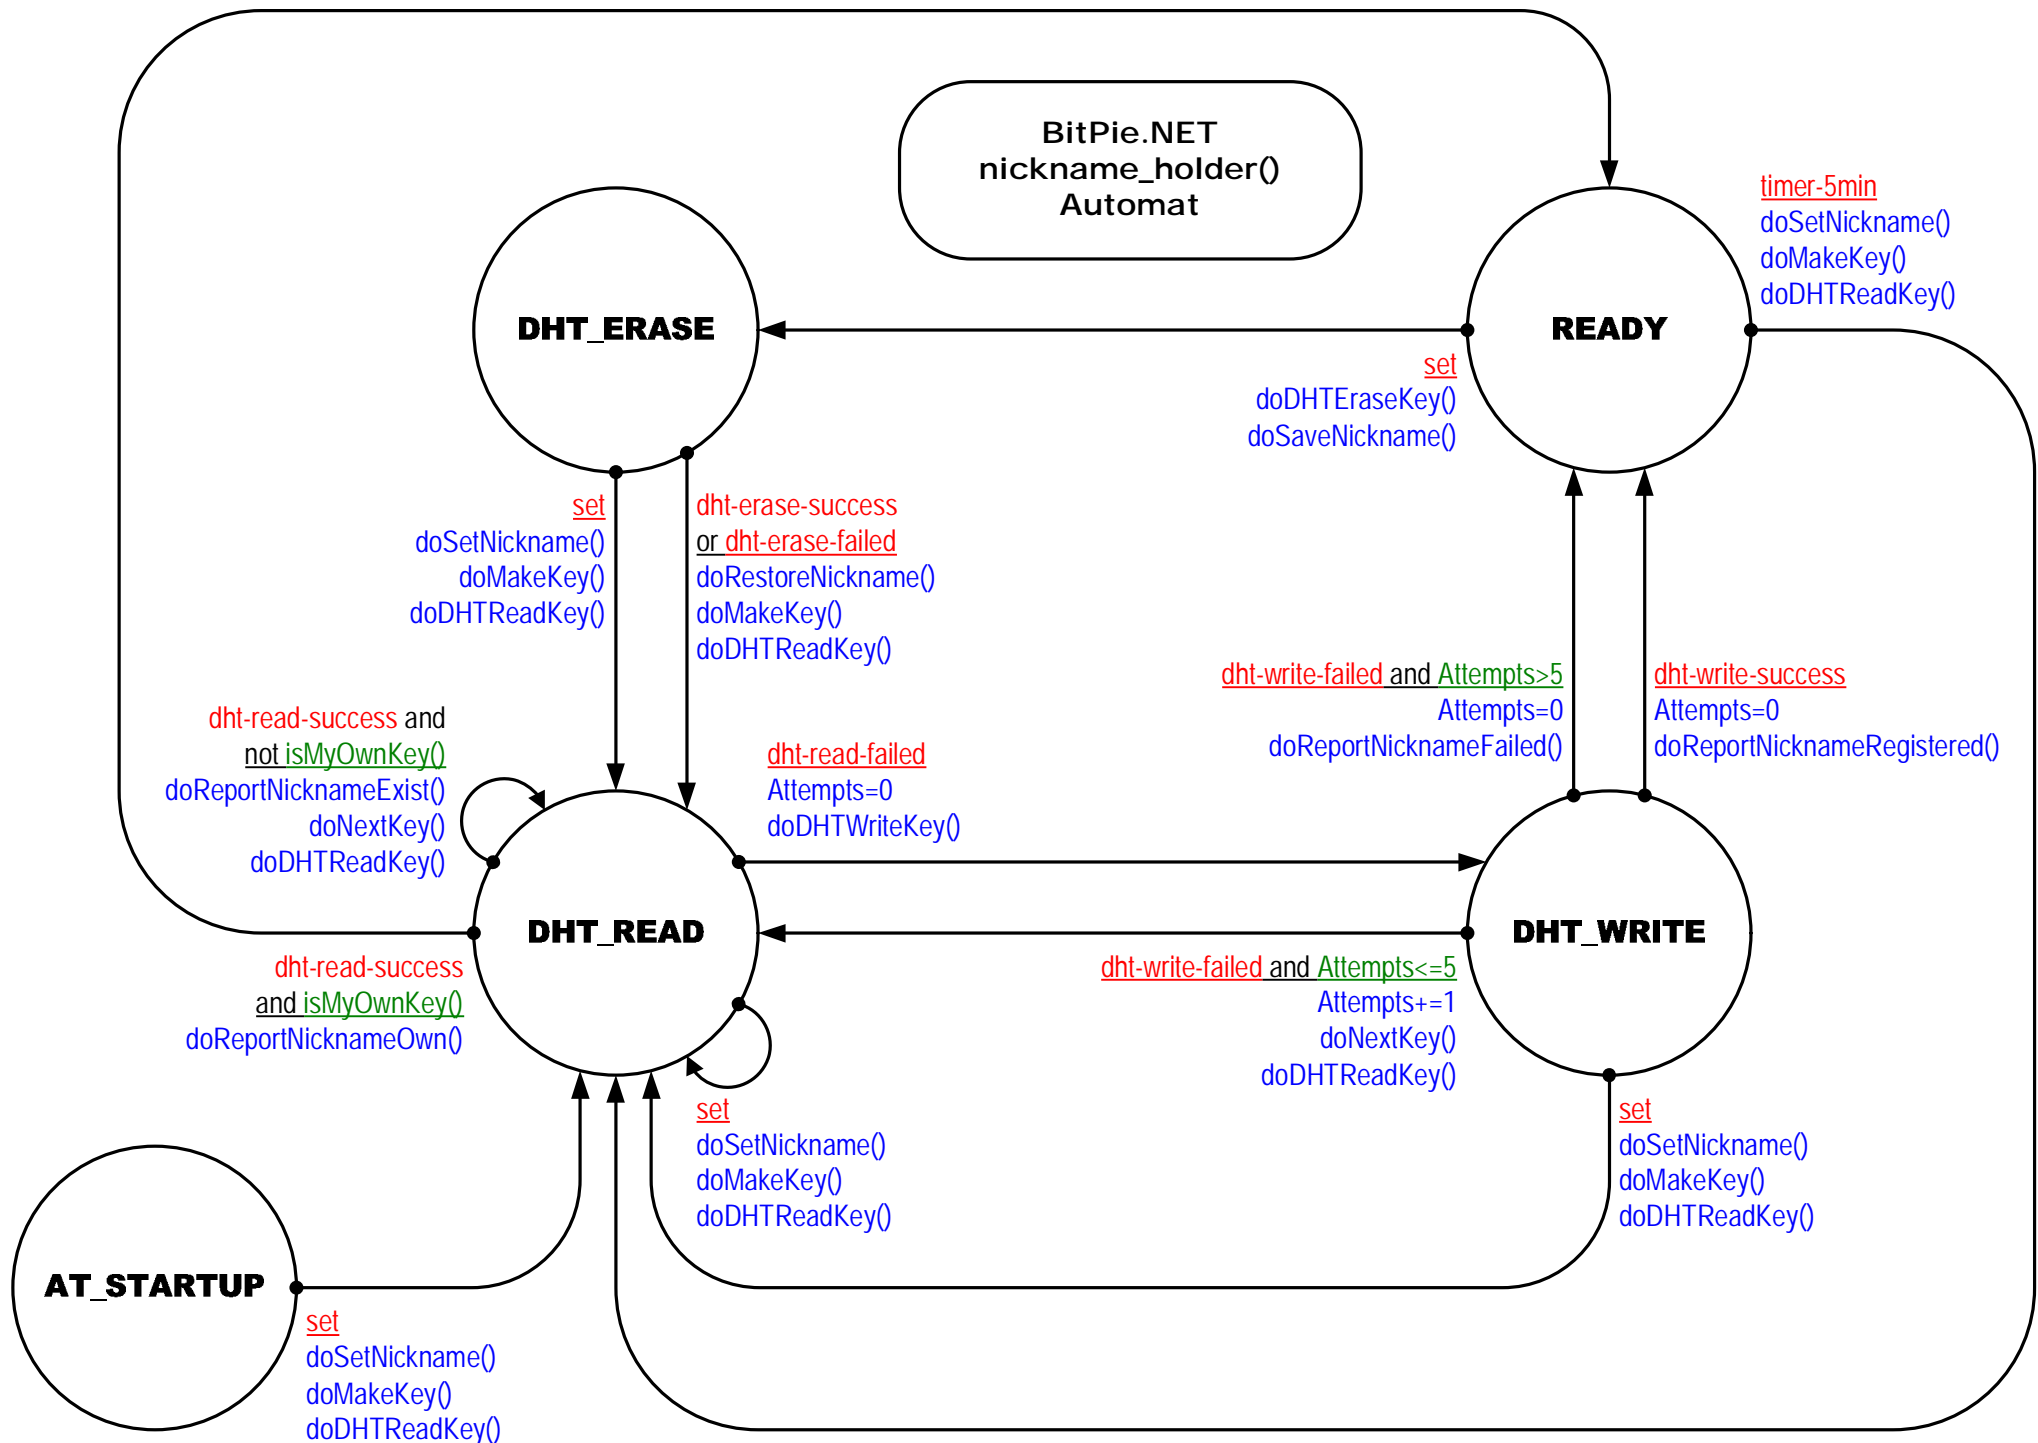 BitPie.NET
nickname_holder()
Automat
timer-5min
doSetNickname()
doMakeKey()
doDHTReadKey()
DHT_ERASE
READY
set
doDHTEraseKey()
doSaveNickname()
set
doSetNickname()
doMakeKey()
doDHTReadKey()
dht-erase-success
or dht-erase-failed
doRestoreNickname()
doMakeKey()
doDHTReadKey()
dht-write-failed and Attempts>5
Attempts=0
doReportNicknameFailed()
dht-write-success
Attempts=0
doReportNicknameRegistered()
dht-read-success and
not isMyOwnKey()
doReportNicknameExist()
doNextKey()
doDHTReadKey()
dht-read-failed
Attempts=0
doDHTWriteKey()
DHT_READ
DHT_WRITE
dht-read-success
and isMyOwnKey()
doReportNicknameOwn()
dht-write-failed and Attempts<=5
Attempts+=1
doNextKey()
doDHTReadKey()
set
doSetNickname()
doMakeKey()
doDHTReadKey()
set
doSetNickname()
doMakeKey()
doDHTReadKey()
AT_STARTUP
set
doSetNickname()
doMakeKey()
doDHTReadKey()